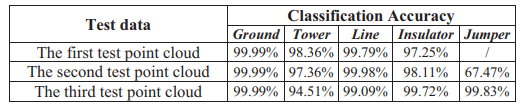 Test data Classification Accuracy
Ground Tower Line Insulator Jumper
The first test point cloud 99.99% 98.36% 99.79% 97.25% /
The second test point cloud 99.99% 97.36% 99.98% 98.11% 67.47%
The third test point cloud 99.99% 94.51% 99.09% 99.72% 99.83%